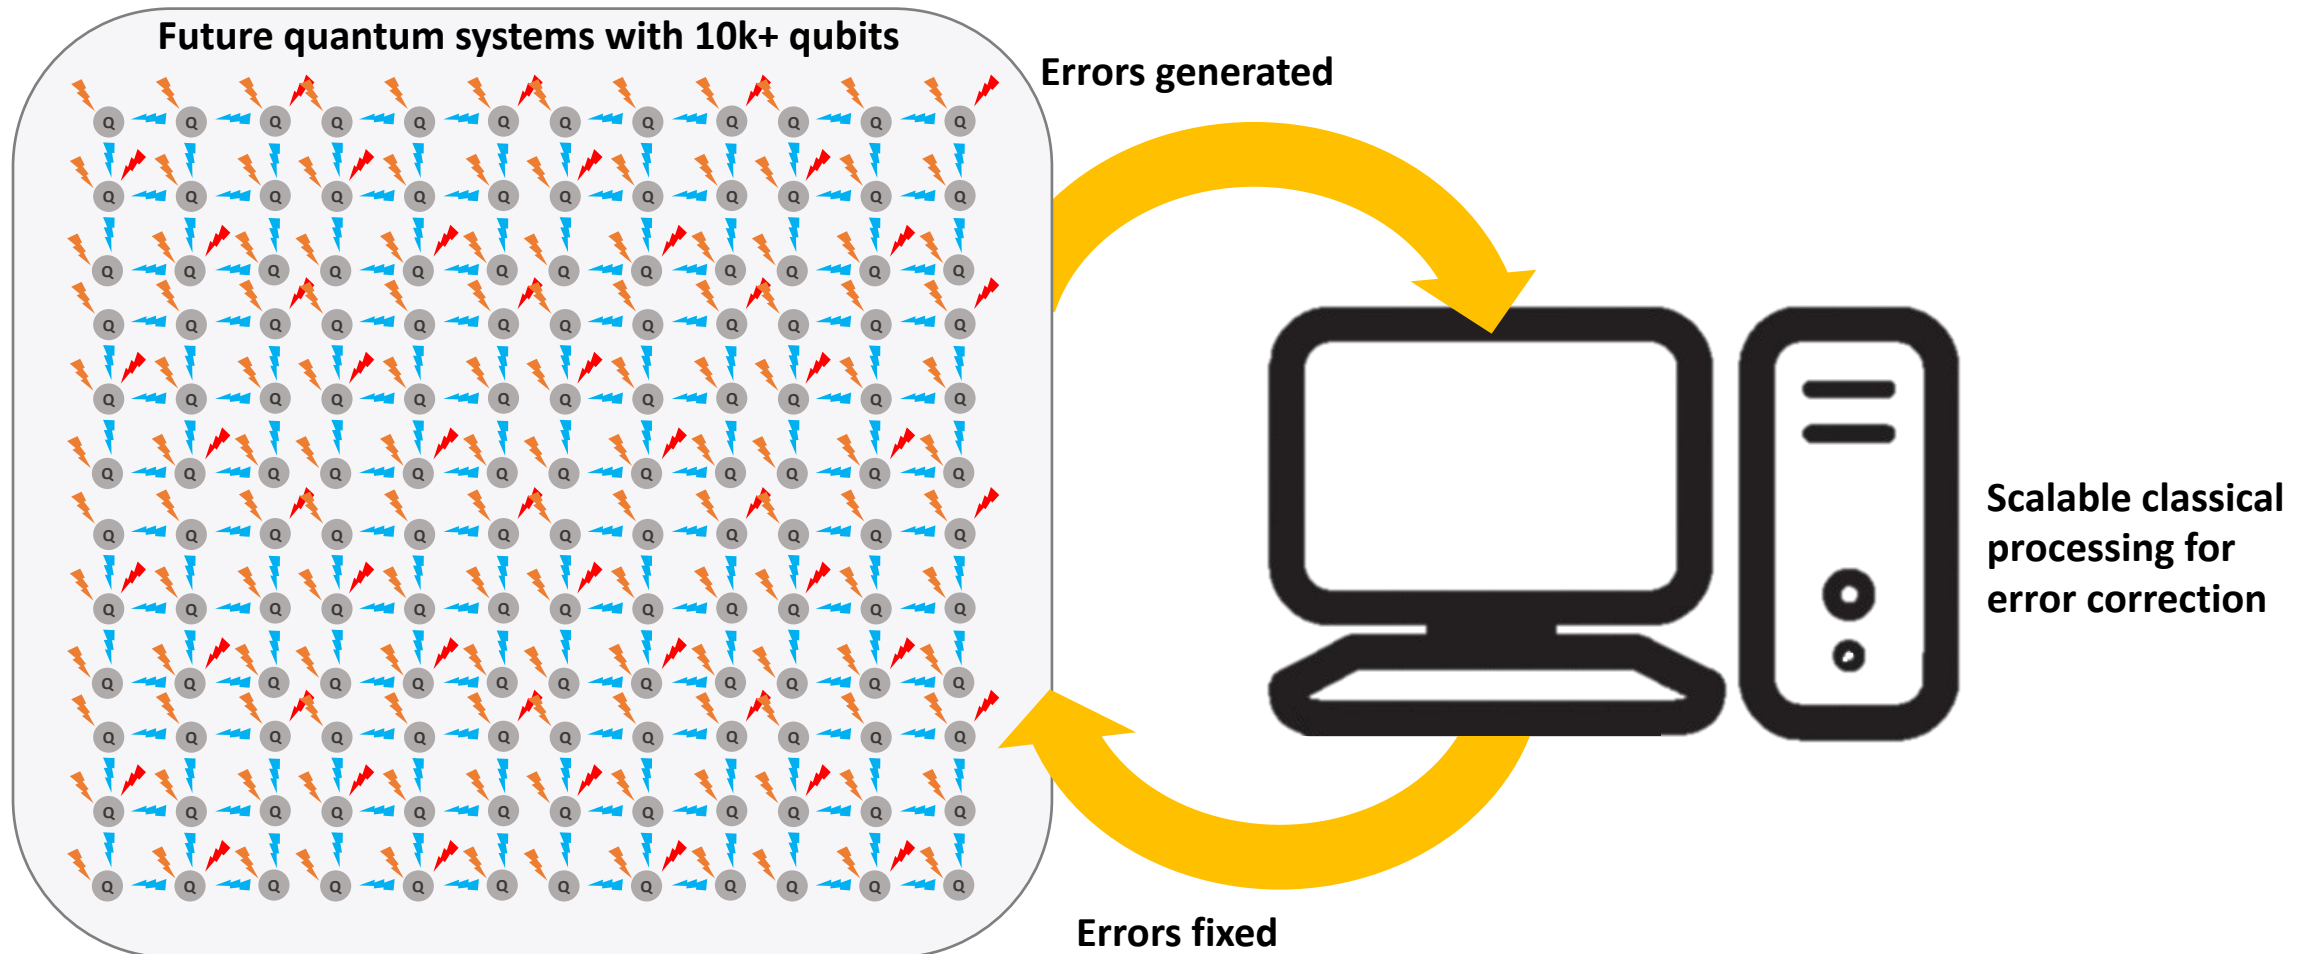 Future quantum systems with 10k+ qubits
Errors generated
Q Q Q Q Q Q Q Q Q Q Q Q
Q Q Q Q Q Q Q Q Q Q Q Q
Q Q Q Q Q Q Q Q Q Q Q Q
Q Q Q Q Q Q Q Q Q Q Q Q
Q Q Q Q Q Q Q Q Q Q Q Q
Q Q Q Q Q Q Q Q Q Q Q Q
Q Q Q Q Q Q Q Q Q Q Q Q
Q Q Q Q Q Q Q Q Q Q Q Q
Q Q Q Q Q Q Q Q Q Q Q Q
Q Q Q Q Q Q Q Q Q Q Q Q
Q Q Q Q Q Q Q Q Q Q Q Q
Q Q Q Q Q Q Q Q Q Q Q Q
Scalable classical
processing for
error correction
Errors fixed